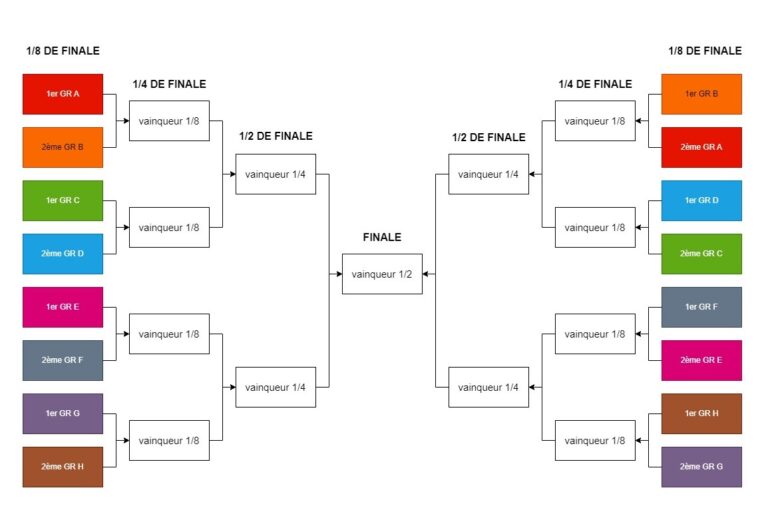 1/8 DE FINALE
1/8 DE FINALE
1/4 DE FINALE
1/4 DE FINALE
1er GR A
1er GR B
vainqueur 1/8
vainqueur 1/8
1/2 DE FINALE
1/2 DE FINALE
2ème GR B
2ème GR A
vainqueur 1/4
vainqueur 1/4
1er GR C
1er GR D
vainqueur 1/8
vainqueur 1/8
FINALE
2ème GR D
2ème GR C
vainqueur 1/2
1er GR E
1er GR F
vainqueur 1/8
vainqueur 1/8
2ème GR F
2ème GR E
vainqueur 1/4
vainqueur 1/4
1er GR G
1er GR H
vainqueur 1/8
vainqueur 1/8
2ème GR H
2ème GR G